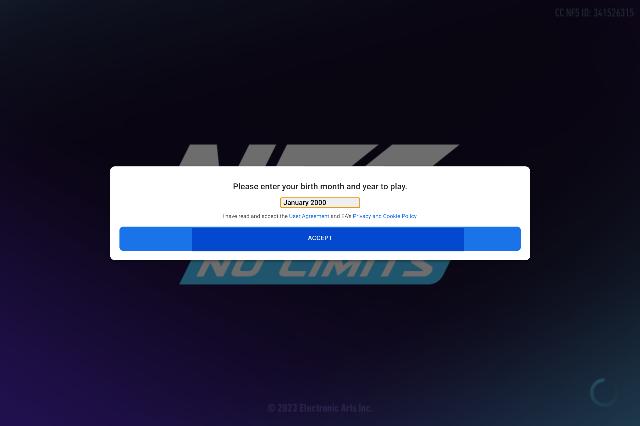 CC NFS ID: 341526315
Please enter your birth month and year to play.
January 2000
I have read and accept the User Agreement and EA's Privacy and Cookie Policy
ACCEPT
NO LIMITS
© 2023 Electronic Arts Inc.